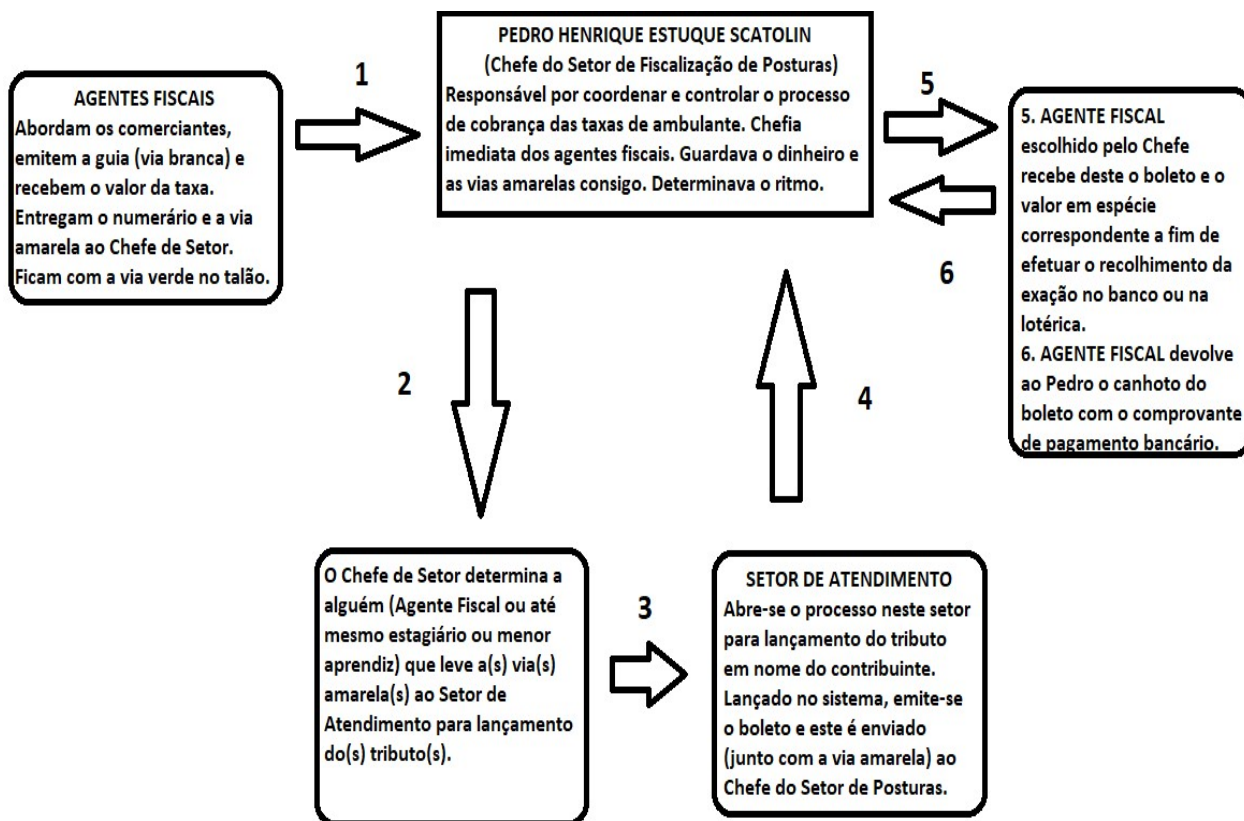 PEDRO HENRIQUE ESTUQUE SCATOLIN
(Chefe do Setor de Fiscalização de Posturas)
Responsável por coordenar e controlar o processo
de cobrança das taxas de ambulante. Chefia
imediata dos agentes fiscais. Guardava o dinheiro e
as vias amarelas consigo. Determinava o ritmo.
1
5
AGENTES FISCAIS
Abordam os comerciantes,
emitem a guia (via branca) e
recebem o valor da taxa.
Entregam o numerário e a via
amarela ao Chefe de Setor.
Ficam com a via verde no talão.
5. AGENTE FISCAL
escolhido pelo Chefe
recebe deste o boleto e o
valor em espécie
correspondente a fim de
efetuar o recolhimento da
exação no banco ou na
lotérica.
6. AGENTE FISCAL devolve
ao Pedro o canhoto do
boleto com o comprovante
de pagamento bancário.
6
2
4
O Chefe de Setor determina a
alguém (Agente Fiscal ou até
mesmo estagiário ou menor
aprendiz) que leve a(s) via(s)
amarela(s) ao Setor de
Atendimento para lançamento
do(s) tributo(s).
3
SETOR DE ATENDIMENTO
Abre-se o processo neste setor
para lançamento do tributo
em nome do contribuinte.
Lançado no sistema, emite-se
o boleto e este é enviado
(junto com a via amarela) ao
Chefe do Setor de Posturas.